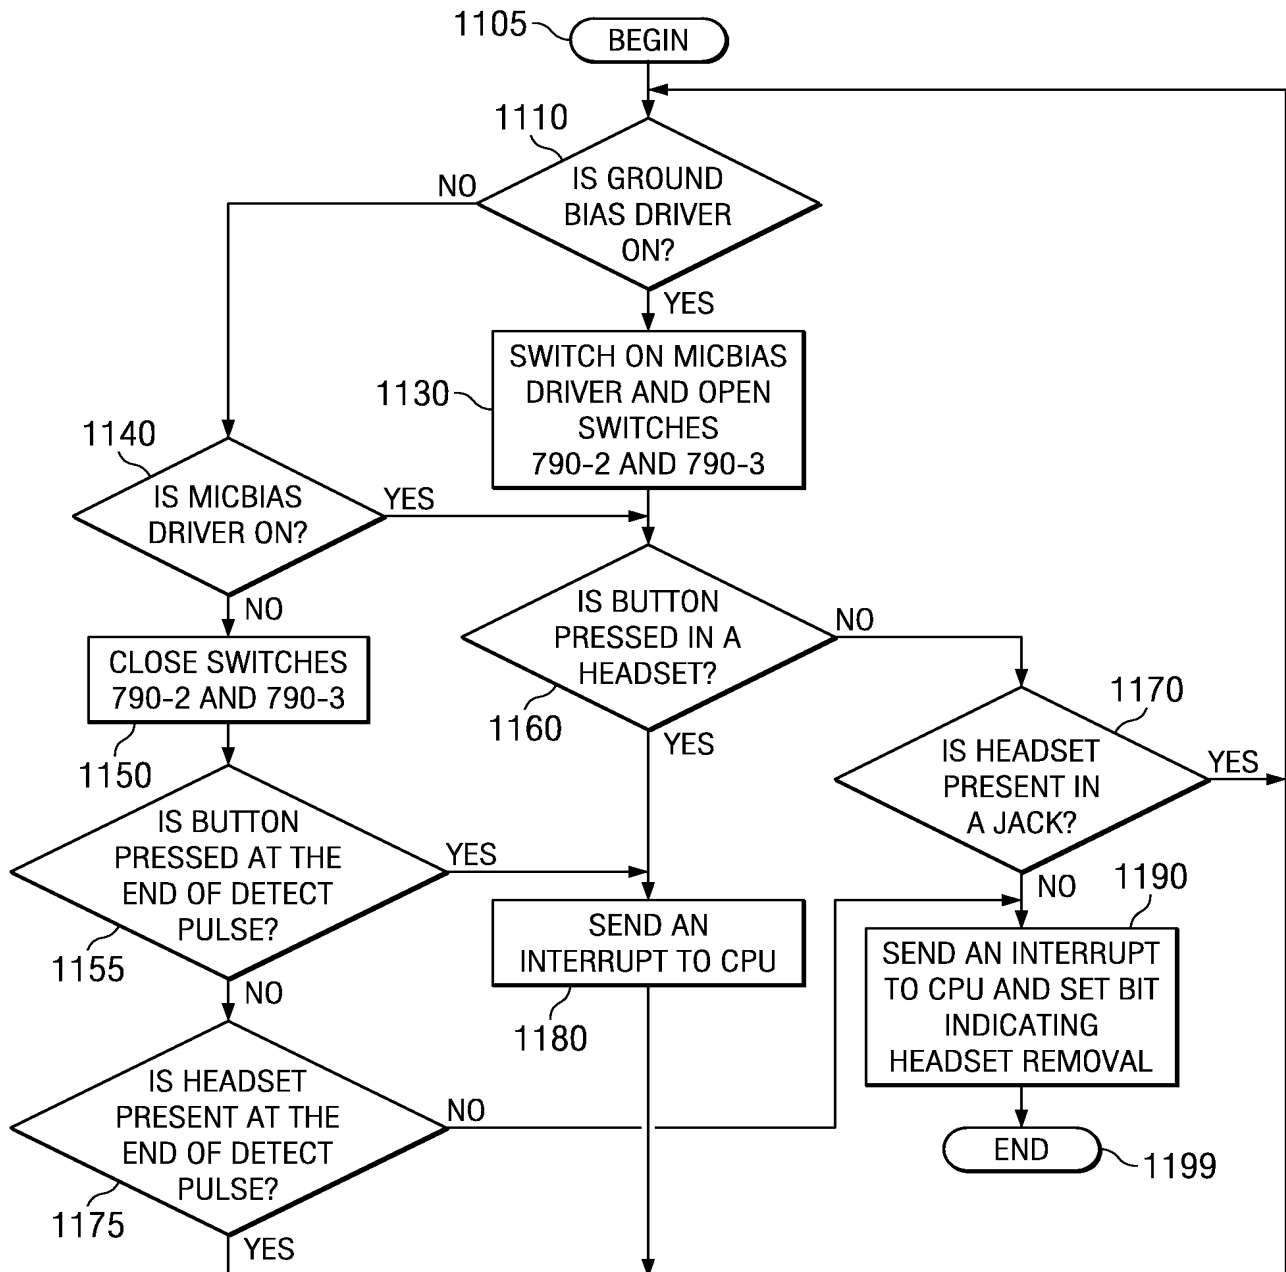 1105
BEGIN
1110
IS GROUND
BIAS DRIVER
ON?
NO
YES
1130
SWITCH ON MICBIAS
DRIVER AND OPEN
SWITCHES
790-2 AND 790-3
1140
IS MICBIAS
DRIVER ON?
YES
NO
CLOSE SWITCHES
790-2 AND 790-3
1150
IS BUTTON
PRESSED IN A
HEADSET?
1160
NO
YES
1170
IS HEADSET
PRESENT IN
A JACK?
YES
NO
IS BUTTON
PRESSED AT THE
END OF DETECT
PULSE?
1155
YES
NO
SEND AN
INTERRUPT TO CPU
1180
1190
SEND AN INTERRUPT
TO CPU AND SET BIT
INDICATING
HEADSET REMOVAL
IS HEADSET
PRESENT AT THE
END OF DETECT
PULSE?
1175
NO
YES
END
1199